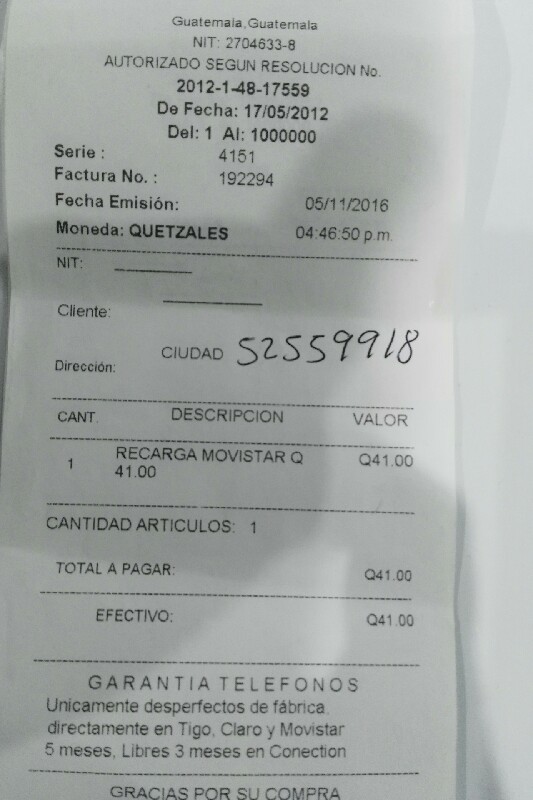 Guatemala,Guatemala
NIT: 2704633-8
AUTORIZADO SEGUN RESOLUCION No.
2012-1-48-17559
De Fecha: 17/05/2012
Del: 1 Al: 1000000
Serie : 4151
Factura No. : 192294
Fecha Emisión: 05/11/2016
Moneda: QUETZALES 04:46:50 p.m.
NIT:
Cliente:
CIUDAD 52559918
Dirección:
CANT. DESCRIPCION VALOR
1 RECARGA MOVISTAR Q Q41.00
41.00
CANTIDAD ARTICULOS: 1
TOTAL A PAGAR: Q41.00
EFECTIVO: Q41.00
GARANTIA TELEFONOS
Unicamente desperfectos de fábrica,
directamente en Tigo, Claro y Movistar
5 meses, Libres 3 meses en Conection
GRACIAS POR SU COMPRA